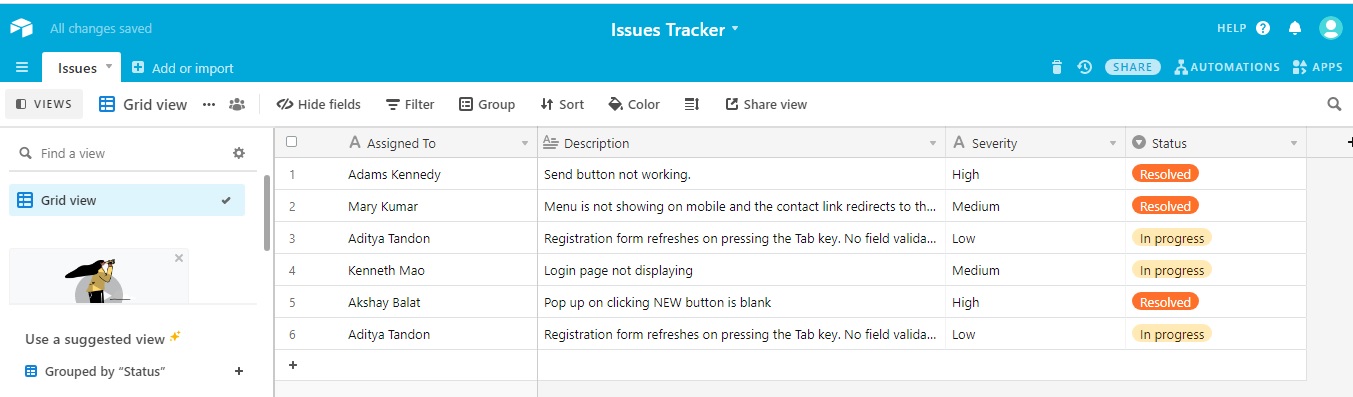 All changes saved
Issues Tracker
HELP
Issues
Add or import
SHARE
AUTOMATIONS
APPS
VIEWS
Grid view
Hide fields
Filter
Group
Sort
Color
Share view
Find a view
Grid view
Use a suggested view
Grouped by “Status”
Assigned To Description Severity Status
1 Adams Kennedy Send button not working. High Resolved
2 Mary Kumar Menu is not showing on mobile and the contact link redirects to th... Medium Resolved
3 Aditya Tandon Registration form refreshes on pressing the Tab key. No field valida... Low In progress
4 Kenneth Mao Login page not displaying Medium In progress
5 Akshay Balat Pop up on clicking NEW button is blank High Resolved
6 Aditya Tandon Registration form refreshes on pressing the Tab key. No field valida... Low In progress